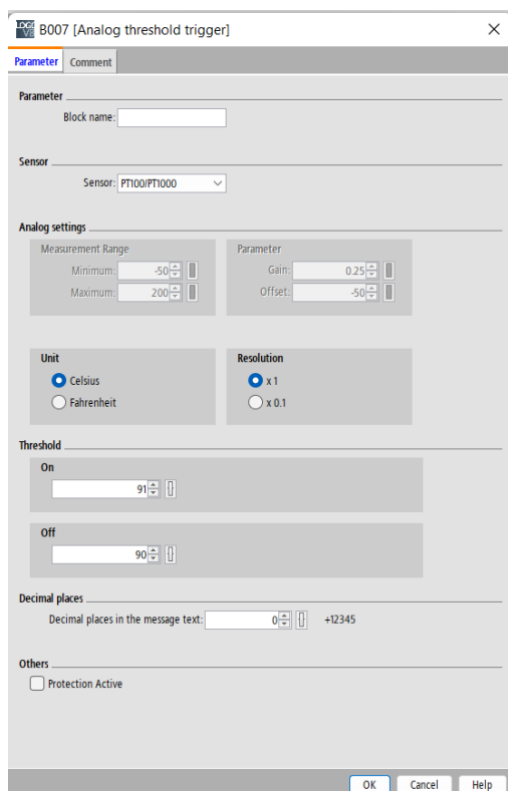 B007 [Analog threshold trigger]
Parameter Comment
Parameter
Block name:
Sensor
Sensor: PT100/PT1000
Analog settings
Measurement Range Parameter
Minimum: -50 Gain: 0.25
Maximum: 200 Offset: -50
Unit Resolution
Celsius x 1
Fahrenheit x 0.1
Threshold
On
91
Off
90
Decimal places
Decimal places in the message text: 0 +12345
Others
Protection Active
OK Cancel Help